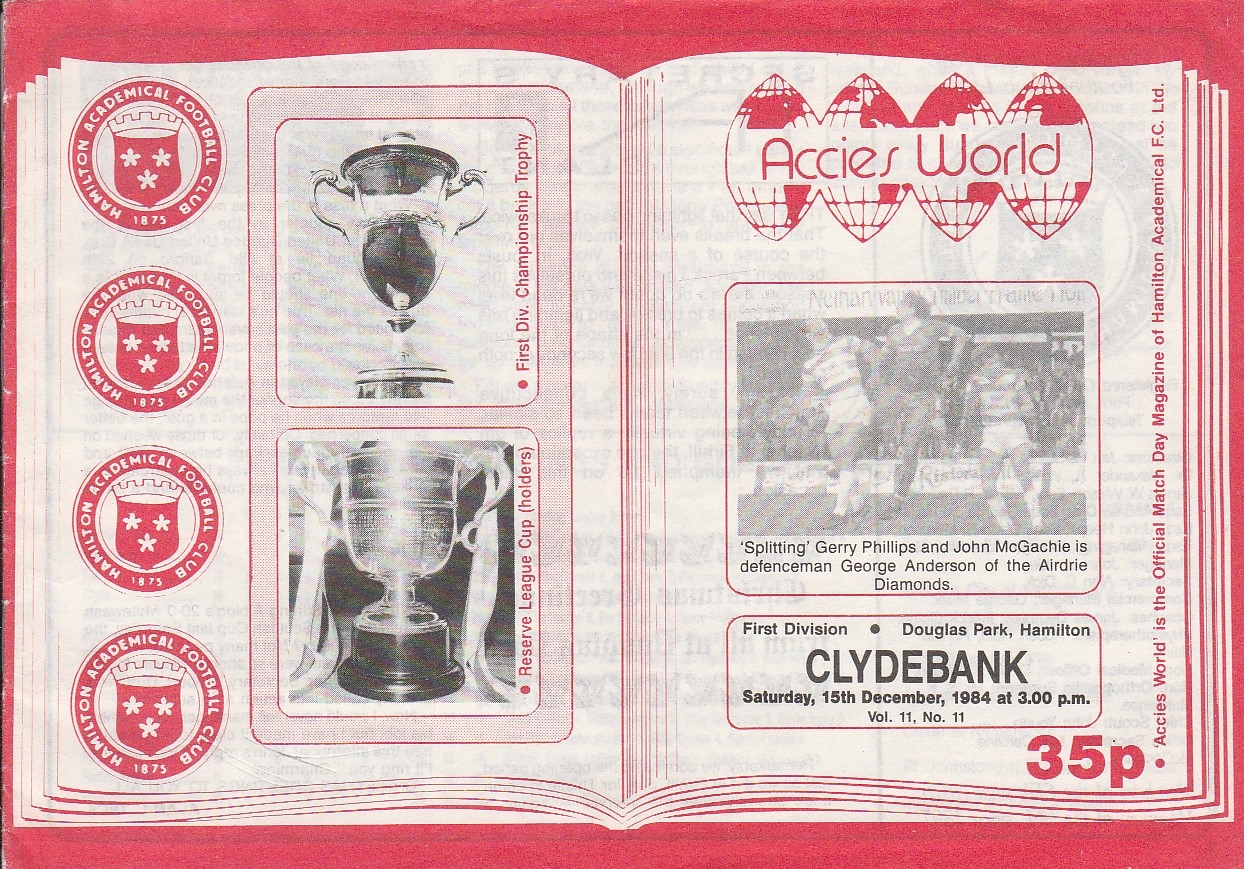 HAMILTON ACADEMICAL FOOTBALL CLUB
1875
HAMILTON ACADEMICAL FOOTBALL CLUB
1875
HAMILTON ACADEMICAL FOOTBALL CLUB
1875
HAMILTON ACADEMICAL FOOTBALL CLUB
1875
● First Div. Championship Trophy
● Reserve League Cup (holders)
Accies World
'Splitting' Gerry Phillips and John McGachie is
defenceman George Anderson of the Airdrie
Diamonds.
First Division ● Douglas Park, Hamilton
CLYDEBANK
Saturday, 15th December, 1984 at 3.00 p.m.
Vol. 11, No. 11
35p
'Accies World' is the Official Match Day Magazine of Hamilton Academical F.C. Ltd.